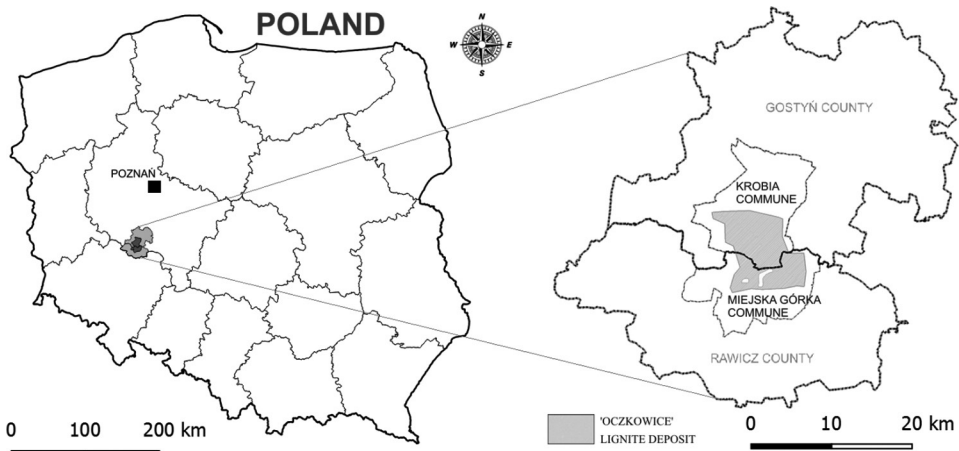 POLAND
N
W E
S
POZNAŃ
GOSTYŃ COUNTY
KROBIA
COMMUNE
MIEJSKA GÓRKA
COMMUNE
RAWICZ COUNTY
0 100 200 km
'OCZKOWICE'
LIGNITE DEPOSIT
0 10 20 km